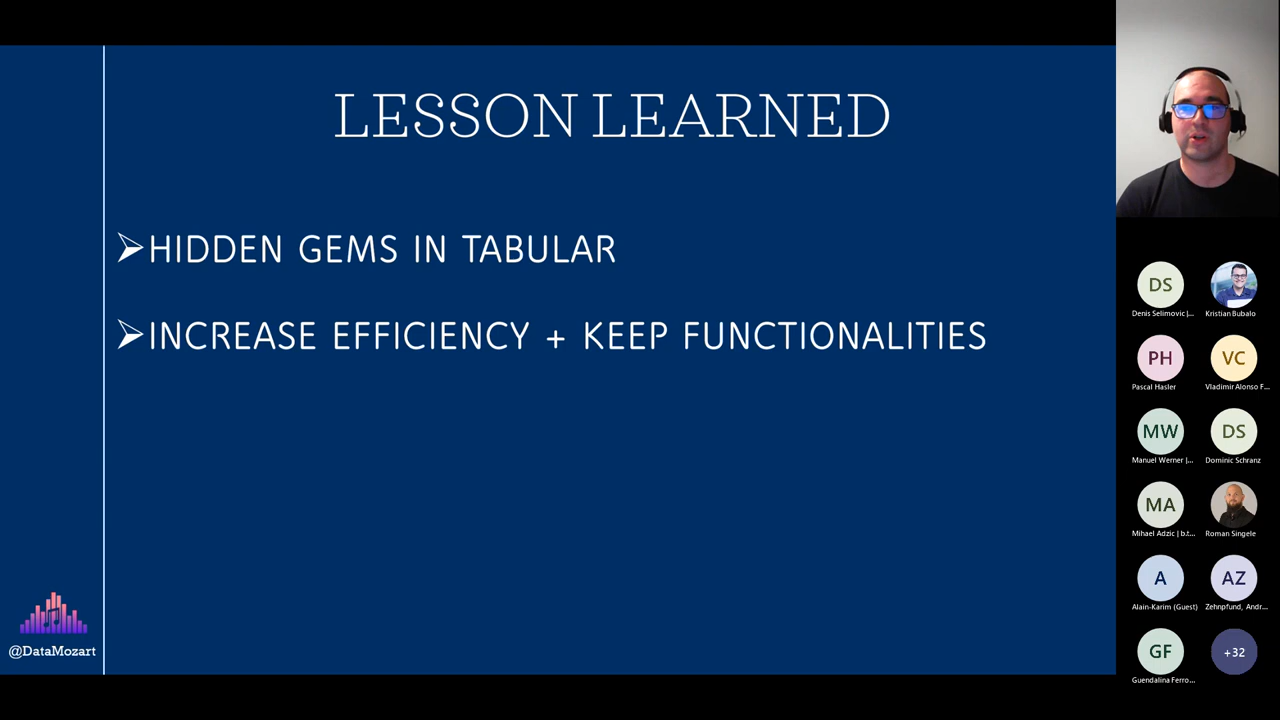 LESSON LEARNED
HIDDEN GEMS IN TABULAR
INCREASE EFFICIENCY + KEEP FUNCTIONALITIES
@DataMozart
DS
Denis Selimovic |...
Kristian Bubalo
PH
Pascal Hasler
VC
Vladimir Alonso F...
MW
Manuel Werner |...
DS
Dominic Schranz
MA
Mihael Adzic | b.t...
Roman Singele
A
Alain-Karim (Guest)
AZ
Zehnpfund, Andr...
GF
Guendalina Ferro...
+32